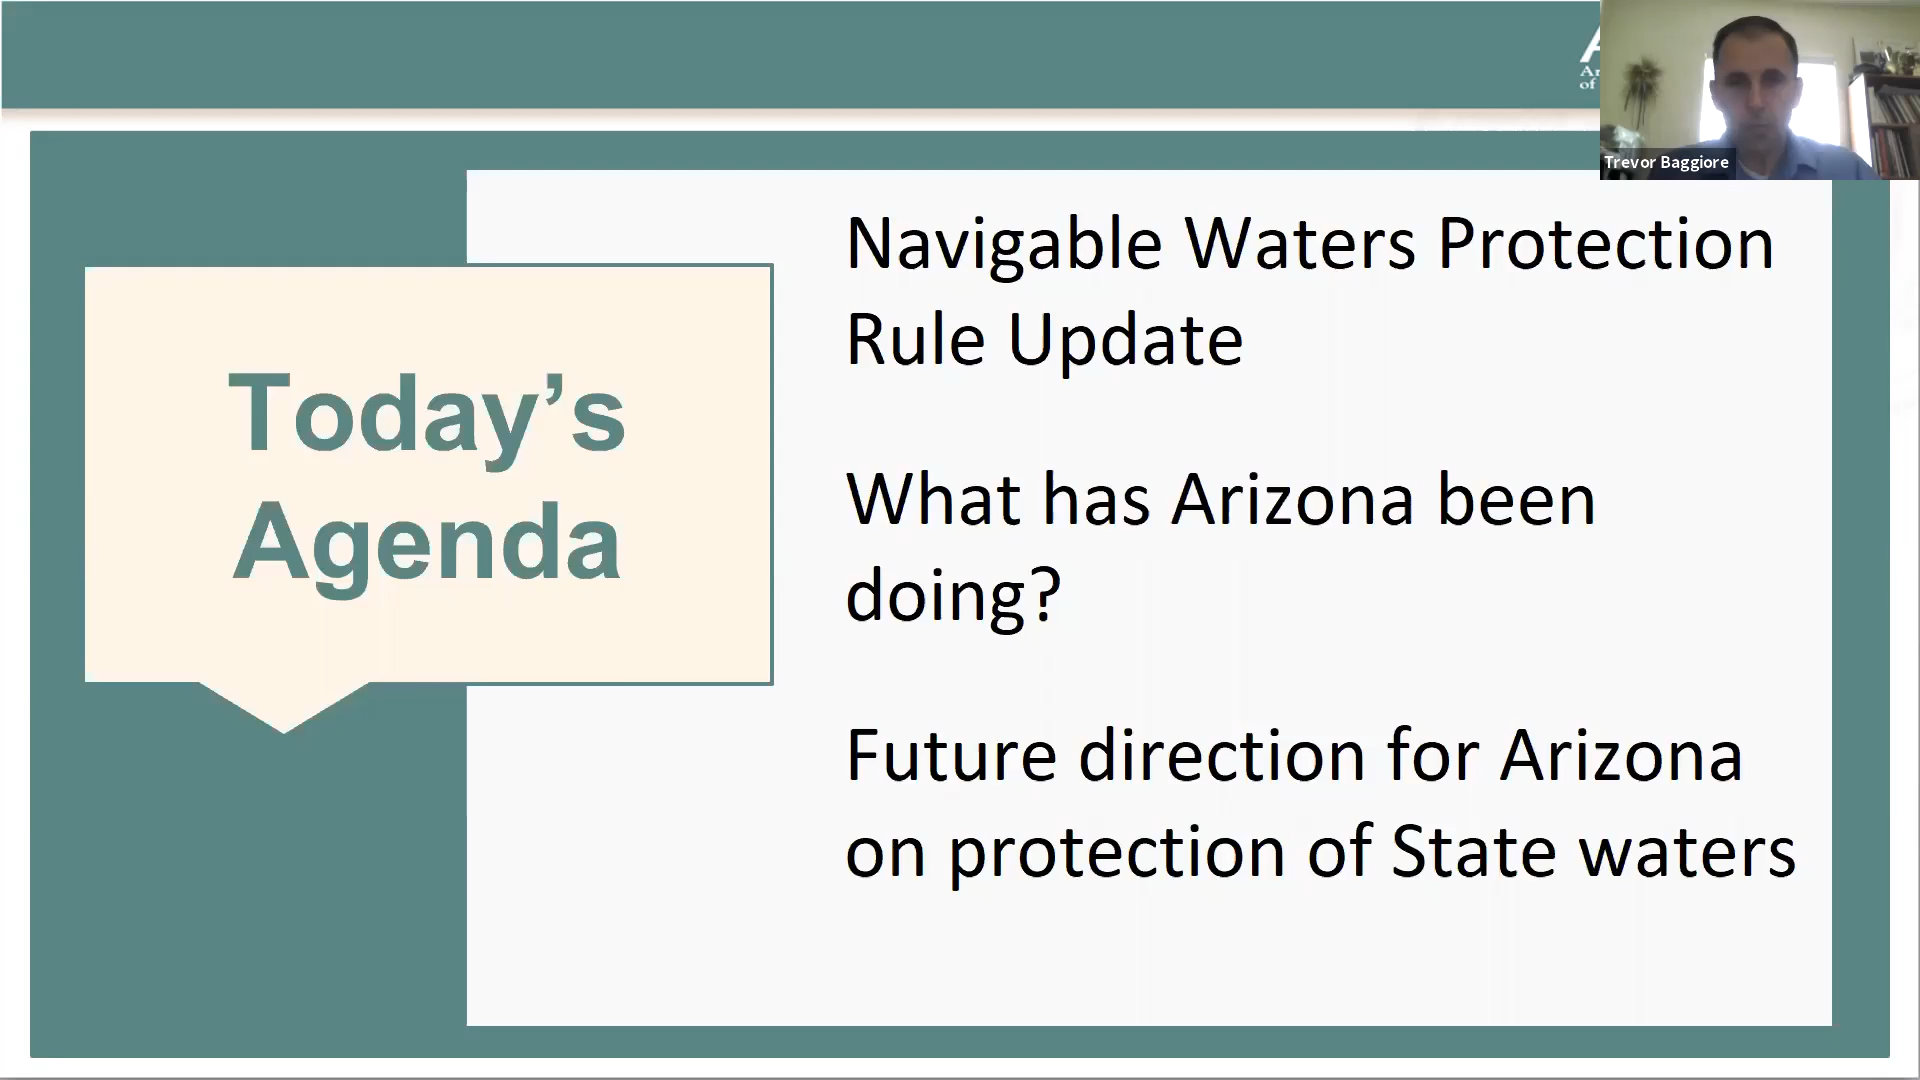 Trevor Baggiore
Today’s
Agenda
Navigable Waters Protection
Rule Update
What has Arizona been
doing?
Future direction for Arizona
on protection of State waters